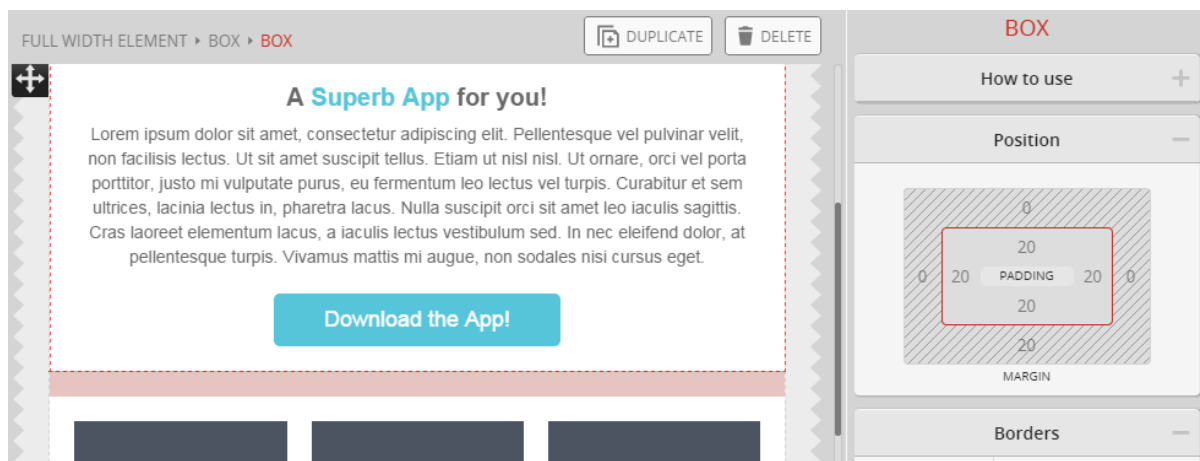 FULL WIDTH ELEMENT ‣ BOX ‣ BOX
DUPLICATE
DELETE
A Superb App for you!
Lorem ipsum dolor sit amet, consectetur adipiscing elit. Pellentesque vel pulvinar velit,
non facilisis lectus. Ut sit amet suscipit tellus. Etiam ut nisl nisl. Ut ornare, orci vel porta
porttitor, justo mi vulputate purus, eu fermentum leo lectus vel turpis. Curabitur et sem
ultrices, lacinia lectus in, pharetra lacus. Nulla suscipit orci sit amet leo iaculis sagittis.
Cras laoreet elementum lacus, a iaculis lectus vestibulum sed. In nec eleifend dolor, at
pellentesque turpis. Vivamus mattis mi augue, non sodales nisi cursus eget.
Download the App!
BOX
How to use
Position
0
20
0 20 PADDING 20 0
20
20
MARGIN
Borders